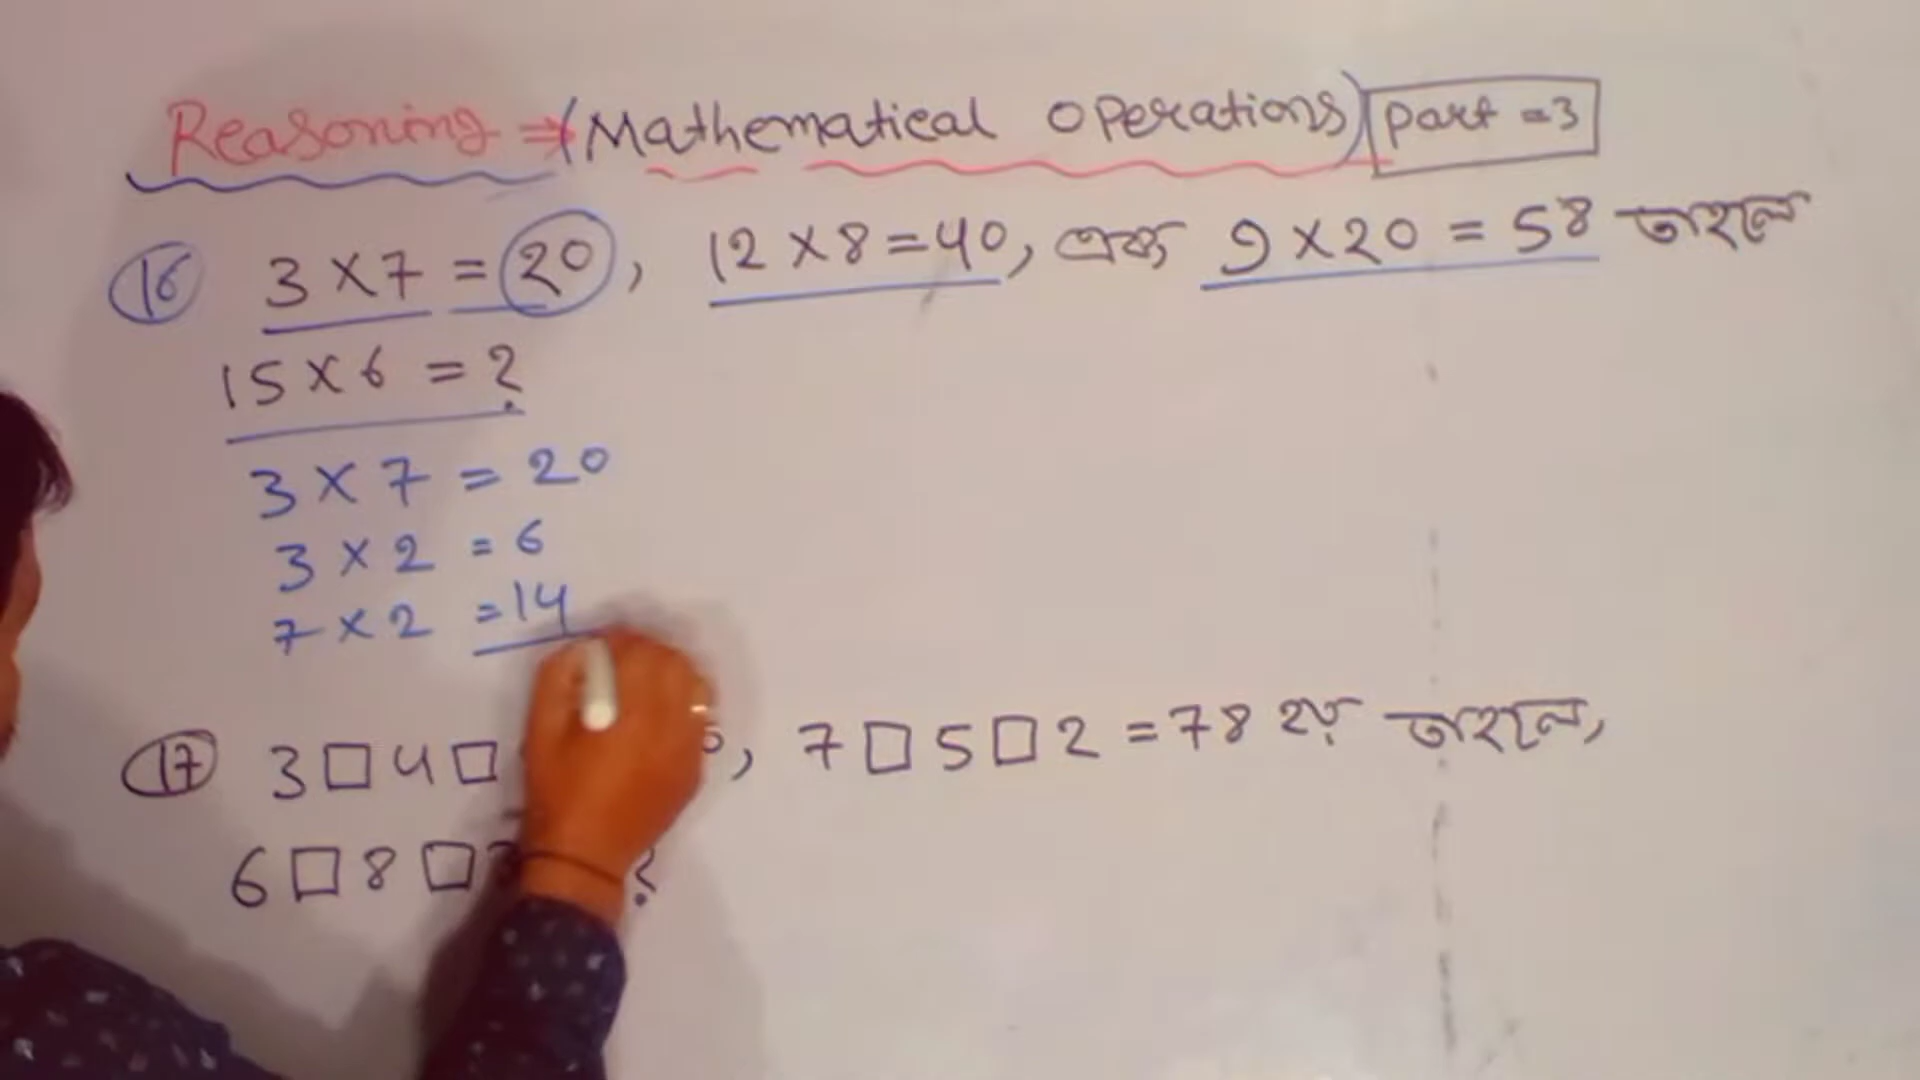 Reasoning ⇒ (Mathematical Operations) Part = 3
16 3 × 7 = 20, 12 × 8 = 40, এবং 9 × 20 = 58 তাহলে
15 × 6 = ?
3 × 7 = 20
3 × 2 = 6
7 × 2 = 14
17 3 □ 4 □ , 7 □ 5 □ 2 = 78 হয় তাহলে,
6 □ 8 □ ?